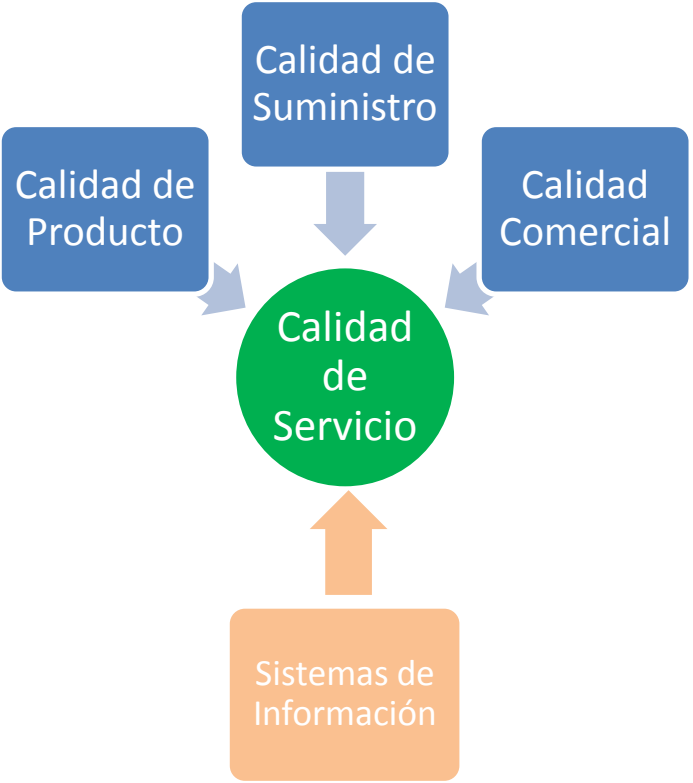 Calidad de
Suministro
Calidad de
Producto
Calidad
Comercial
Calidad
de
Servicio
Sistemas de
Información